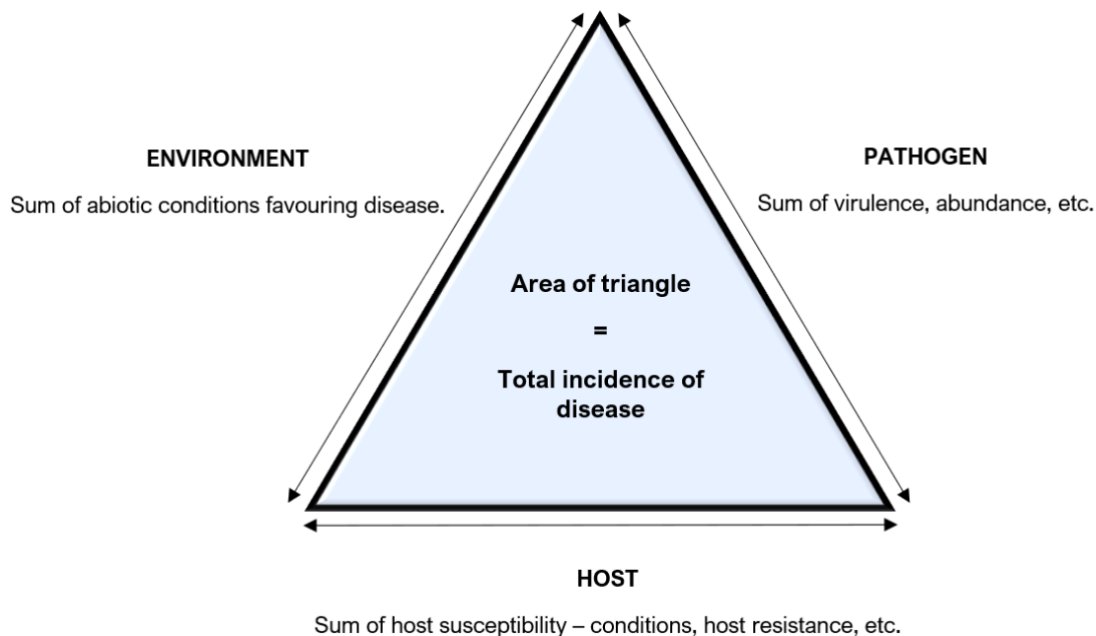 ENVIRONMENT
Sum of abiotic conditions favouring disease.
PATHOGEN
Sum of virulence, abundance, etc.
Area of triangle
=
Total incidence of
disease
HOST
Sum of host susceptibility – conditions, host resistance, etc.